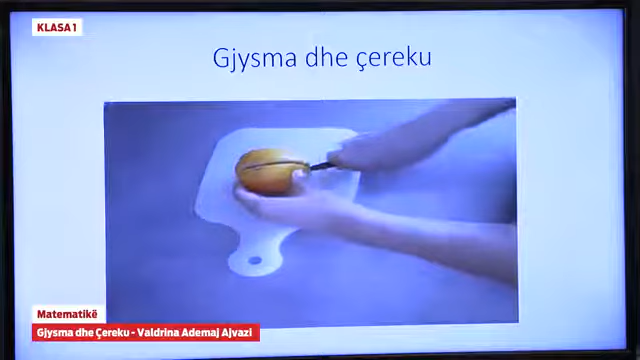 KLASA 1
Gjysma dhe çereku
Matematikë
Gjysma dhe Çereku - Valdrina Ademaj Ajvazi